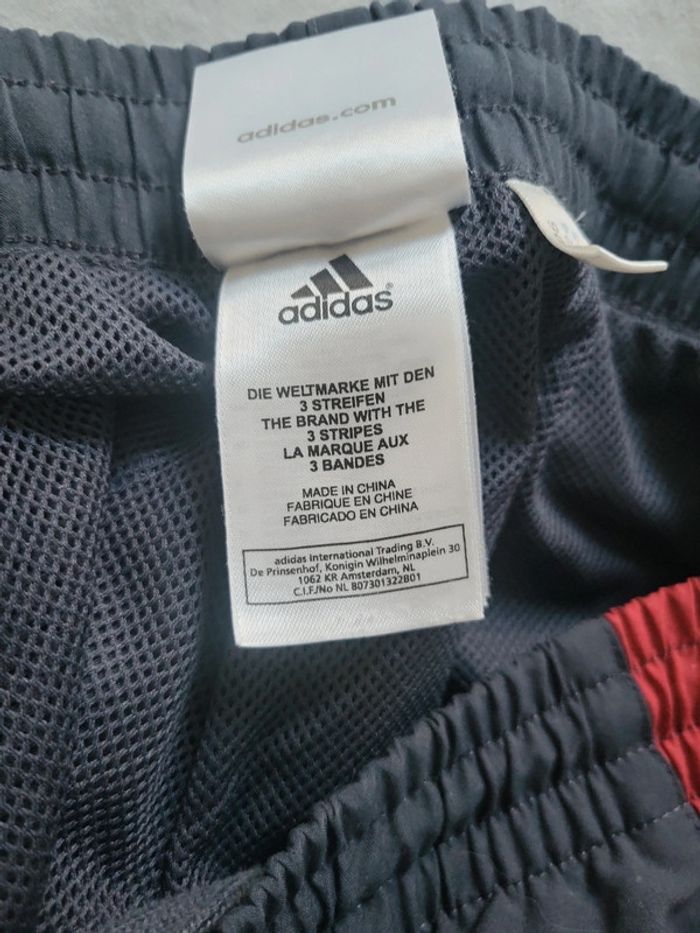 adidas.com
adidas®
DIE WELTMARKE MIT DEN
3 STREIFEN
THE BRAND WITH THE
3 STRIPES
LA MARQUE AUX
3 BANDES
MADE IN CHINA
FABRIQUE EN CHINE
FABRICADO EN CHINA
adidas International Trading B.V.
De Prinsenhof, Konigin Wilhelminaplein 30
1062 KR Amsterdam, NL
C.I.F./No NL 807301322B01